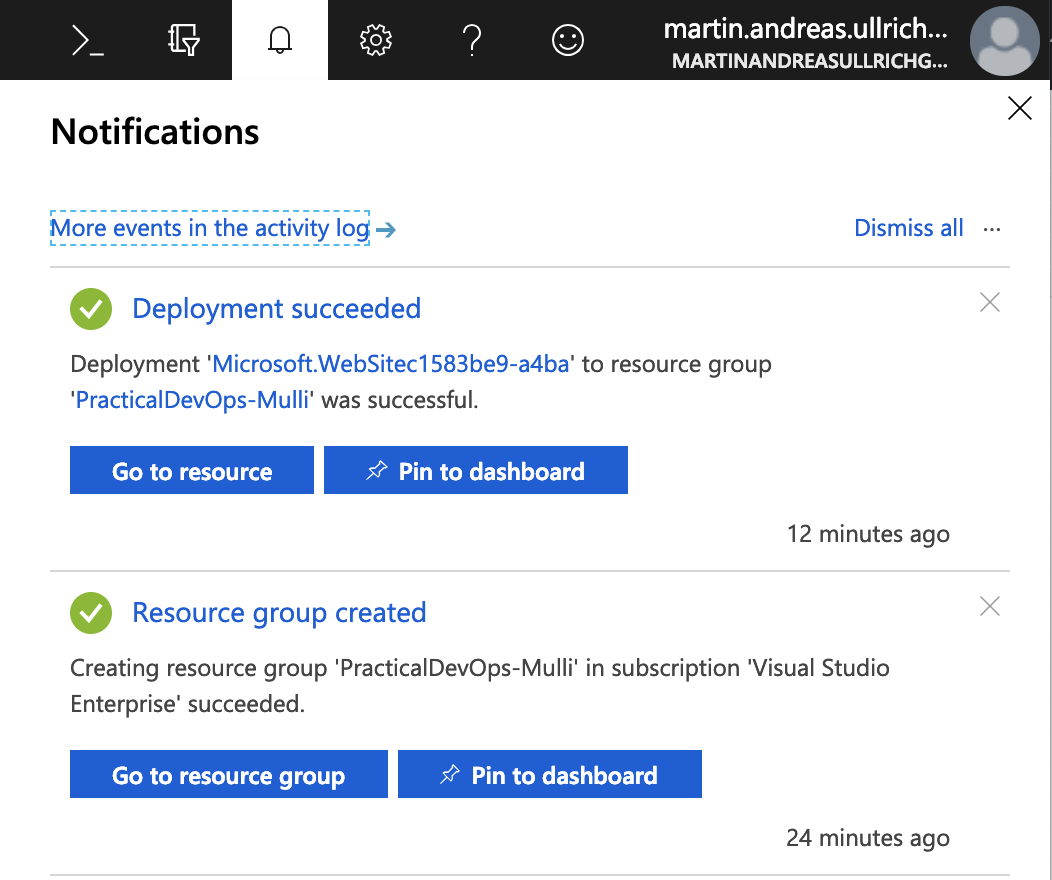 martin.andreas.ullrich...
MARTINANDREASULLRICHG...
Notifications
More events in the activity log → Dismiss all ...
Deployment succeeded
Deployment 'Microsoft.WebSitec1583be9-a4ba' to resource group
'PracticalDevOps-Mulli' was successful.
Go to resource Pin to dashboard
12 minutes ago
Resource group created
Creating resource group 'PracticalDevOps-Mulli' in subscription 'Visual Studio
Enterprise' succeeded.
Go to resource group Pin to dashboard
24 minutes ago